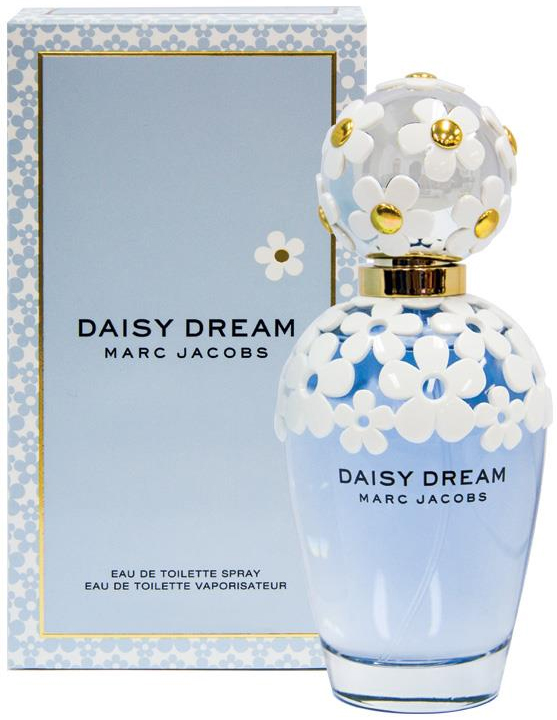 DAISY DREAM
MARC JACOBS
EAU DE TOILETTE SPRAY
EAU DE TOILETTE VAPORISATEUR
DAISY DREAM
MARC JACOBS